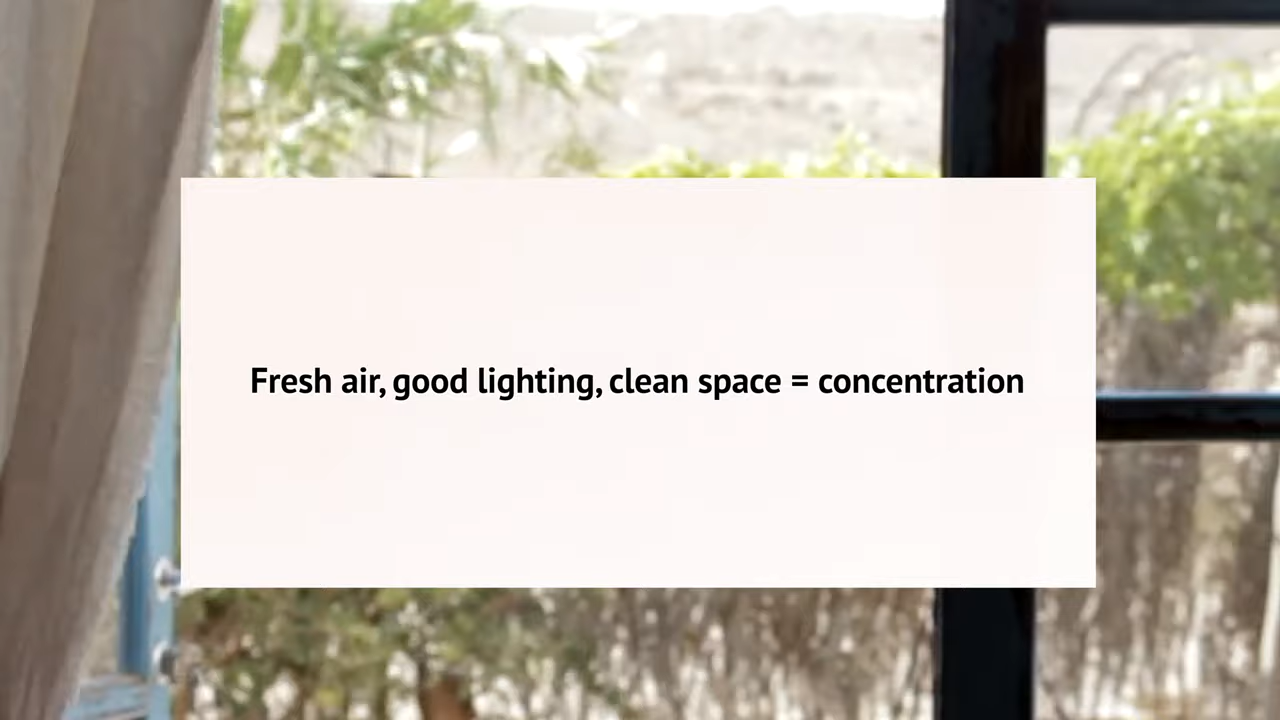 Fresh air, good lighting, clean space = concentration